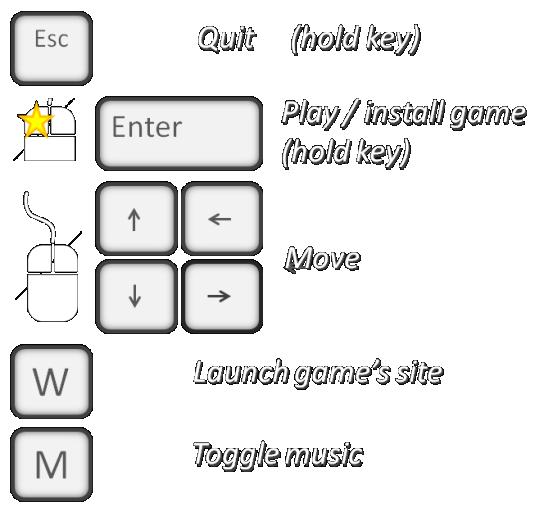 Esc Quit (hold key)
Enter Play / install game
(hold key)
↑ ←
Move
↓ →
W Launch game's site
M Toggle music